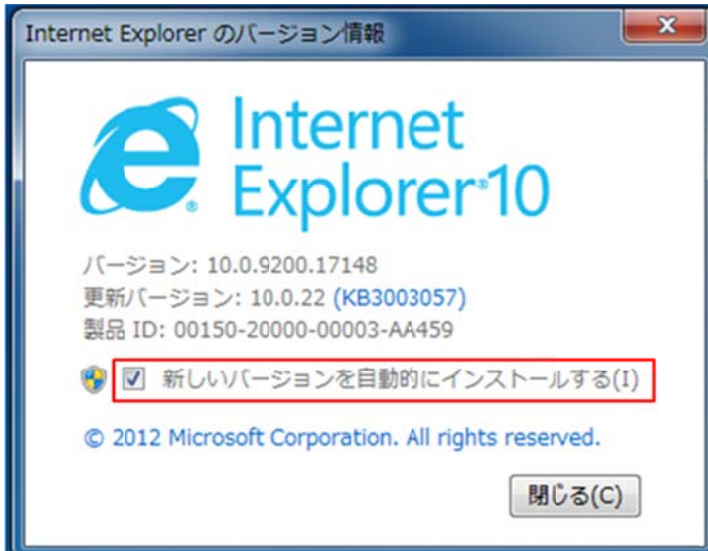 Internet Explorer のバージョン情報
Internet
Explorer®10
バージョン: 10.0.9200.17148
更新バージョン: 10.0.22 (KB3003057)
製品 ID: 00150-20000-00003-AA459
新しいバージョンを自動的にインストールする(I)
© 2012 Microsoft Corporation. All rights reserved.
閉じる(C)